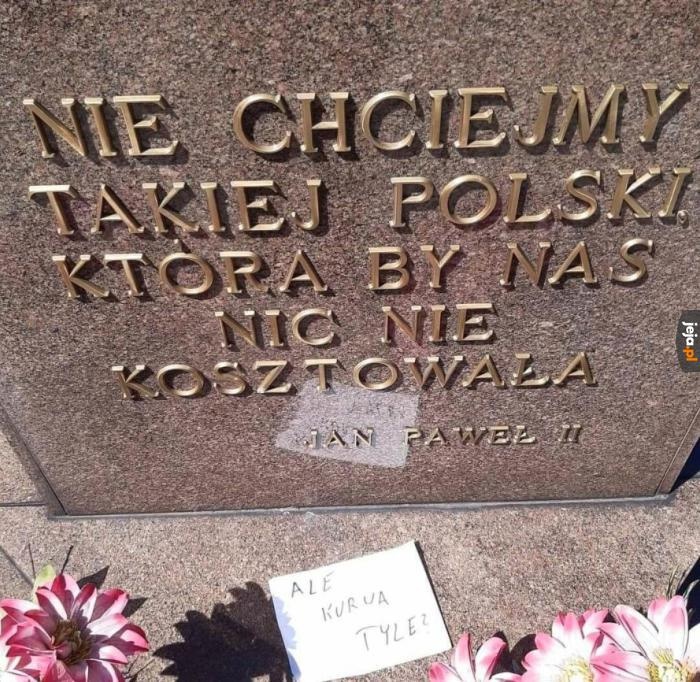 NIE CHCIEJMY
TAKIEJ POLSKI,
KTÓRA BY NAS
NIC NIE
KOSZTOWAŁA
JAN PAWEŁ II
ALE
KURWA
TYLE?
jeja.pl